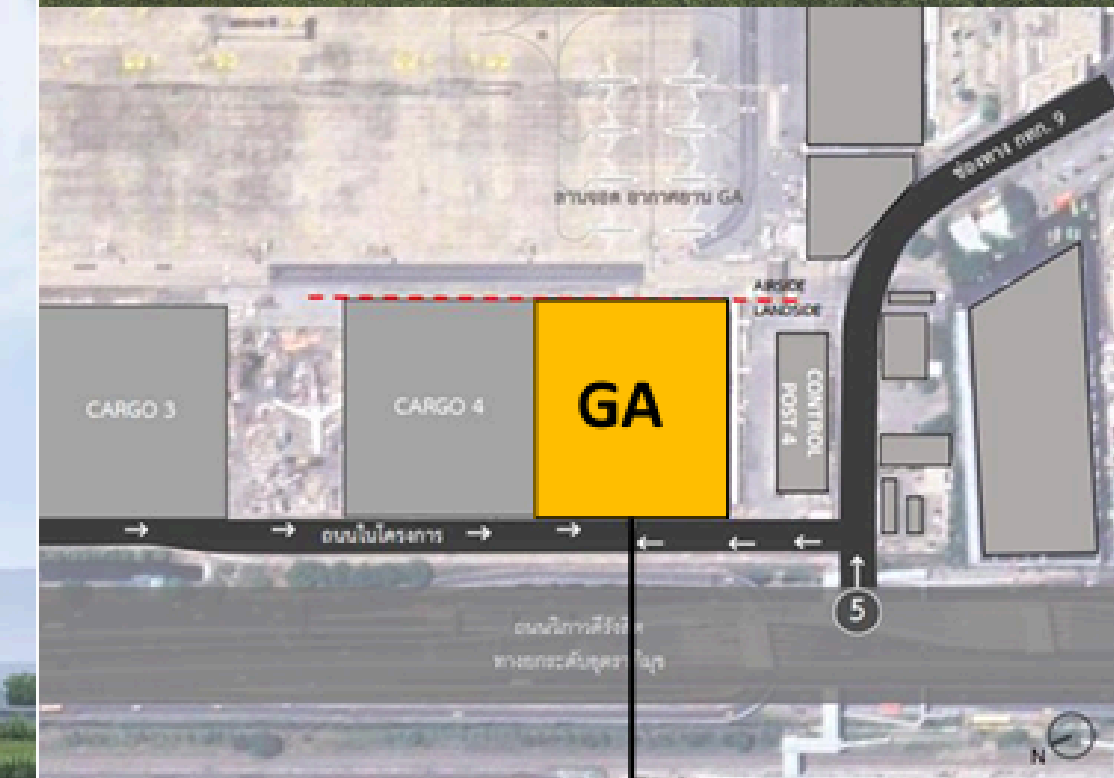 ช่องทาง ภทท. 9
ลานจอด อากาศยาน GA
AIRSIDE
LANDSIDE
CARGO 3
CARGO 4
GA
CONTROL
POST 4
ถนนในโครงการ
5
ถนนวิภาวดีรังสิต
ทางยกระดับอุตราภิมุข
N